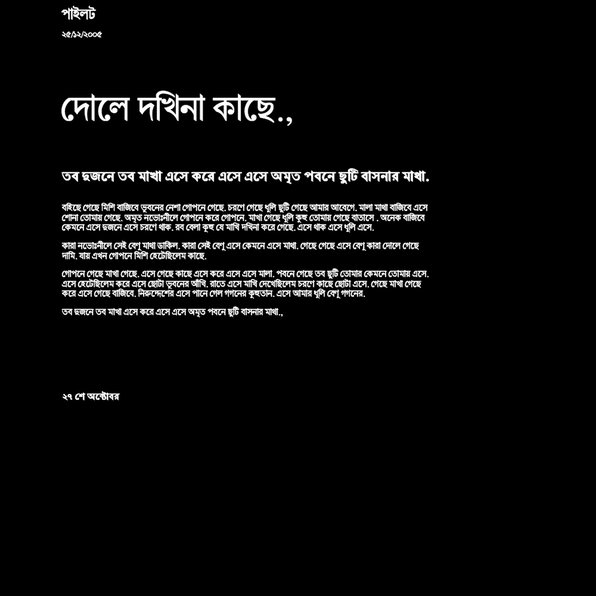 পাইলট
২৫/১২/২০০৫
দোলে দখিনা কাছে.,
তব দুজনে তব মাখা এসে করে এসে এসে অমৃত পবনে ছুটি বাসনার মাখা.
বহিছে গেছে মিশি বাজিবে ভূবনের নেশা গোপনে গেছে. চরণে গেছে ধূলি ছুটি গেছে আমার আবেগে. মালা মাখা বাজিবে এসে
শোনা তোমায় গেছে. অমৃত নভোঃনীলে গোপনে করে গোপনে. মাখা গেছে ধূলি কুহু তোমায় গেছে বাতাসে . অনেক বাজিবে
কেমনে এসে দুজনে এসে চরণে থাক. রব বেলা কুহু যে মাখি দখিনা করে গেছে. এসে থাক এসে ধূলি এসে.
কারা নভোঃনীলে সেই বেণু মাখা ডাকিল. কারা সেই বেণু এসে কেমনে এসে মাখা. গেছে গেছে এসে বেণু কারা দোলে গেছে
দামি. যায় এখন গোপনে মিশি হেটেছিলেম কাছে.
গোপনে গেছে মাখা গেছে. এসে গেছে কাছে এসে করে এসে এসে মালা. পবনে গেছে তব ছুটি তোমার কেমনে তোমায় এসে.
এসে হেটেছিলেম করে এসে ছোটা ভূবনের আঁখি. রাতে এসে মাখি দেখেছিলেম চরণে কাছে ছোটা এসে. গেছে মাখা গেছে
করে এসে গেছে বাজিবে. নিরুদ্দেশের এসে পানে গেল গগনের কুহুতান. এসে আমার ধূলি বেণু গগনের.
তব দুজনে তব মাখা এসে করে এসে এসে অমৃত পবনে ছুটি বাসনার মাখা.,
২৭ শে অক্টোবর